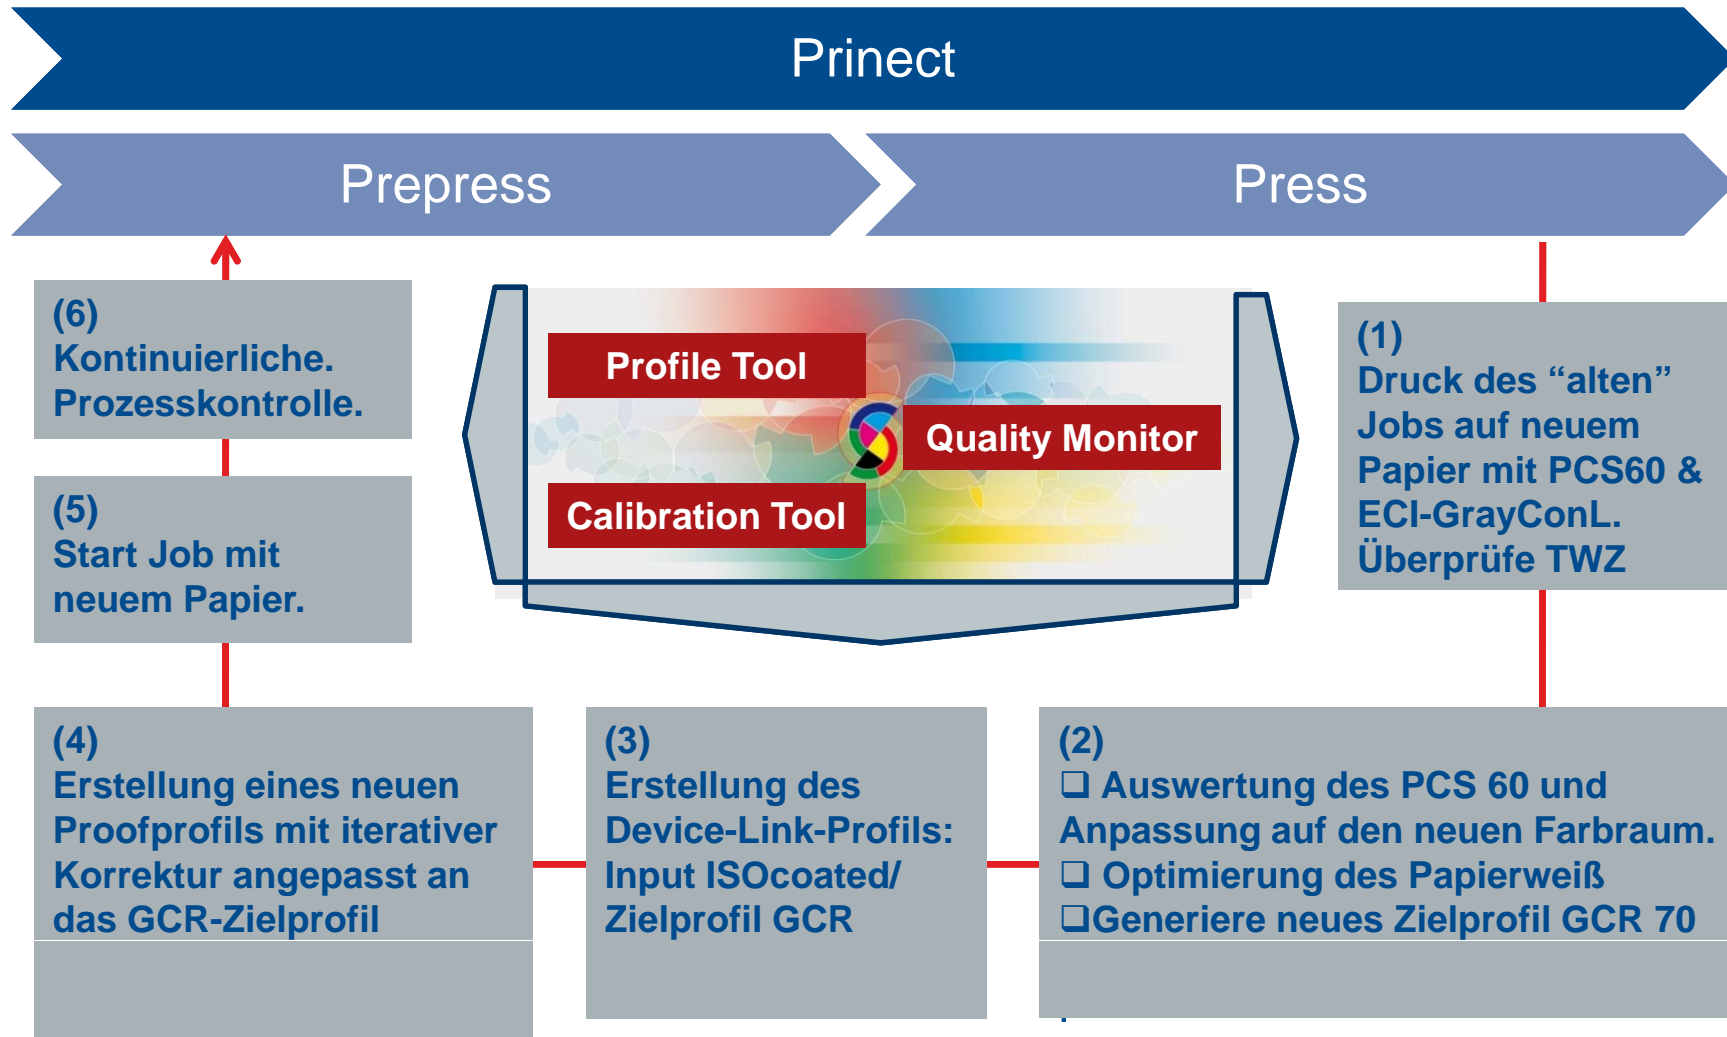 Prinect
Prepress
Press
(6)
Kontinuierliche.
Prozesskontrolle.
(5)
Start Job mit
neuem Papier.
Profile Tool
Quality Monitor
Calibration Tool
(1)
Druck des “alten”
Jobs auf neuem
Papier mit PCS60 &
ECI-GrayConL.
Überprüfe TWZ
(4)
Erstellung eines neuen
Proofprofils mit iterativer
Korrektur angepasst an
das GCR-Zielprofil
(3)
Erstellung des
Device-Link-Profils:
Input ISOcoated/
Zielprofil GCR
(2)
❑ Auswertung des PCS 60 und
Anpassung auf den neuen Farbraum.
❑ Optimierung des Papierweiß
❑Generiere neues Zielprofil GCR 70